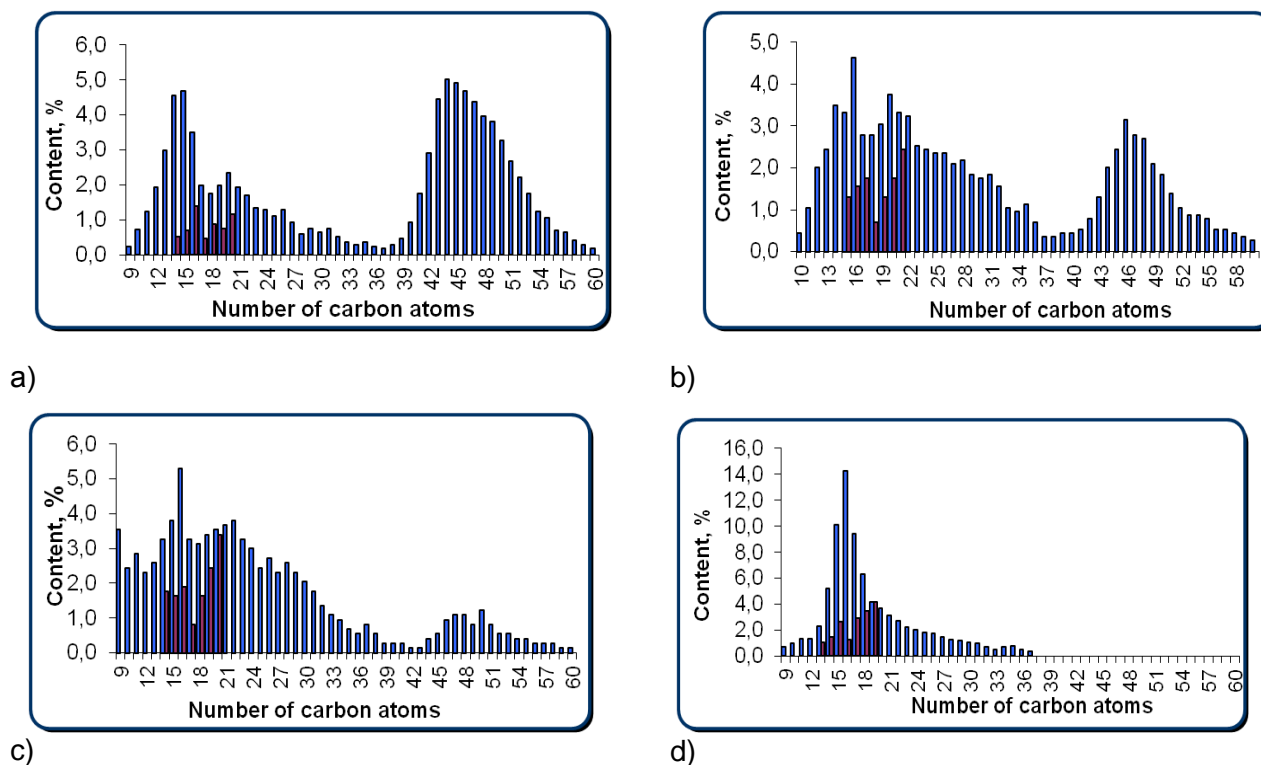 6,0
5,0
4,0
3,0
2,0
1,0
0,0
Content, %
9 12 15 18 21 24 27 30 33 36 39 42 45 48 51 54 57 60
Number of carbon atoms
a)
5,0
4,0
3,0
2,0
1,0
0,0
Content, %
10 13 16 19 22 25 28 31 34 37 40 43 46 49 52 55 58
Number of carbon atoms
b)
6,0
5,0
4,0
3,0
2,0
1,0
0,0
Content, %
9 12 15 18 21 24 27 30 33 36 39 42 45 48 51 54 57 60
Number of carbon atoms
c)
16,0
14,0
12,0
10,0
8,0
6,0
4,0
2,0
0,0
Content, %
9 12 15 18 21 24 27 30 33 36 39 42 45 48 51 54 57 60
Number of carbon atoms
d)